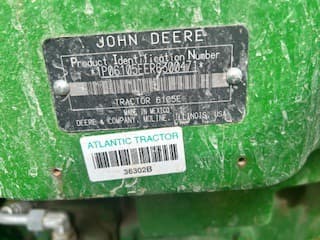 JOHN DEERE
Product Identification Number
TRACTOR 6105E
MADE IN MEXICO
DEERE & COMPANY, MOLINE, ILLINOIS, USA
ATLANTIC TRACTOR
36302B